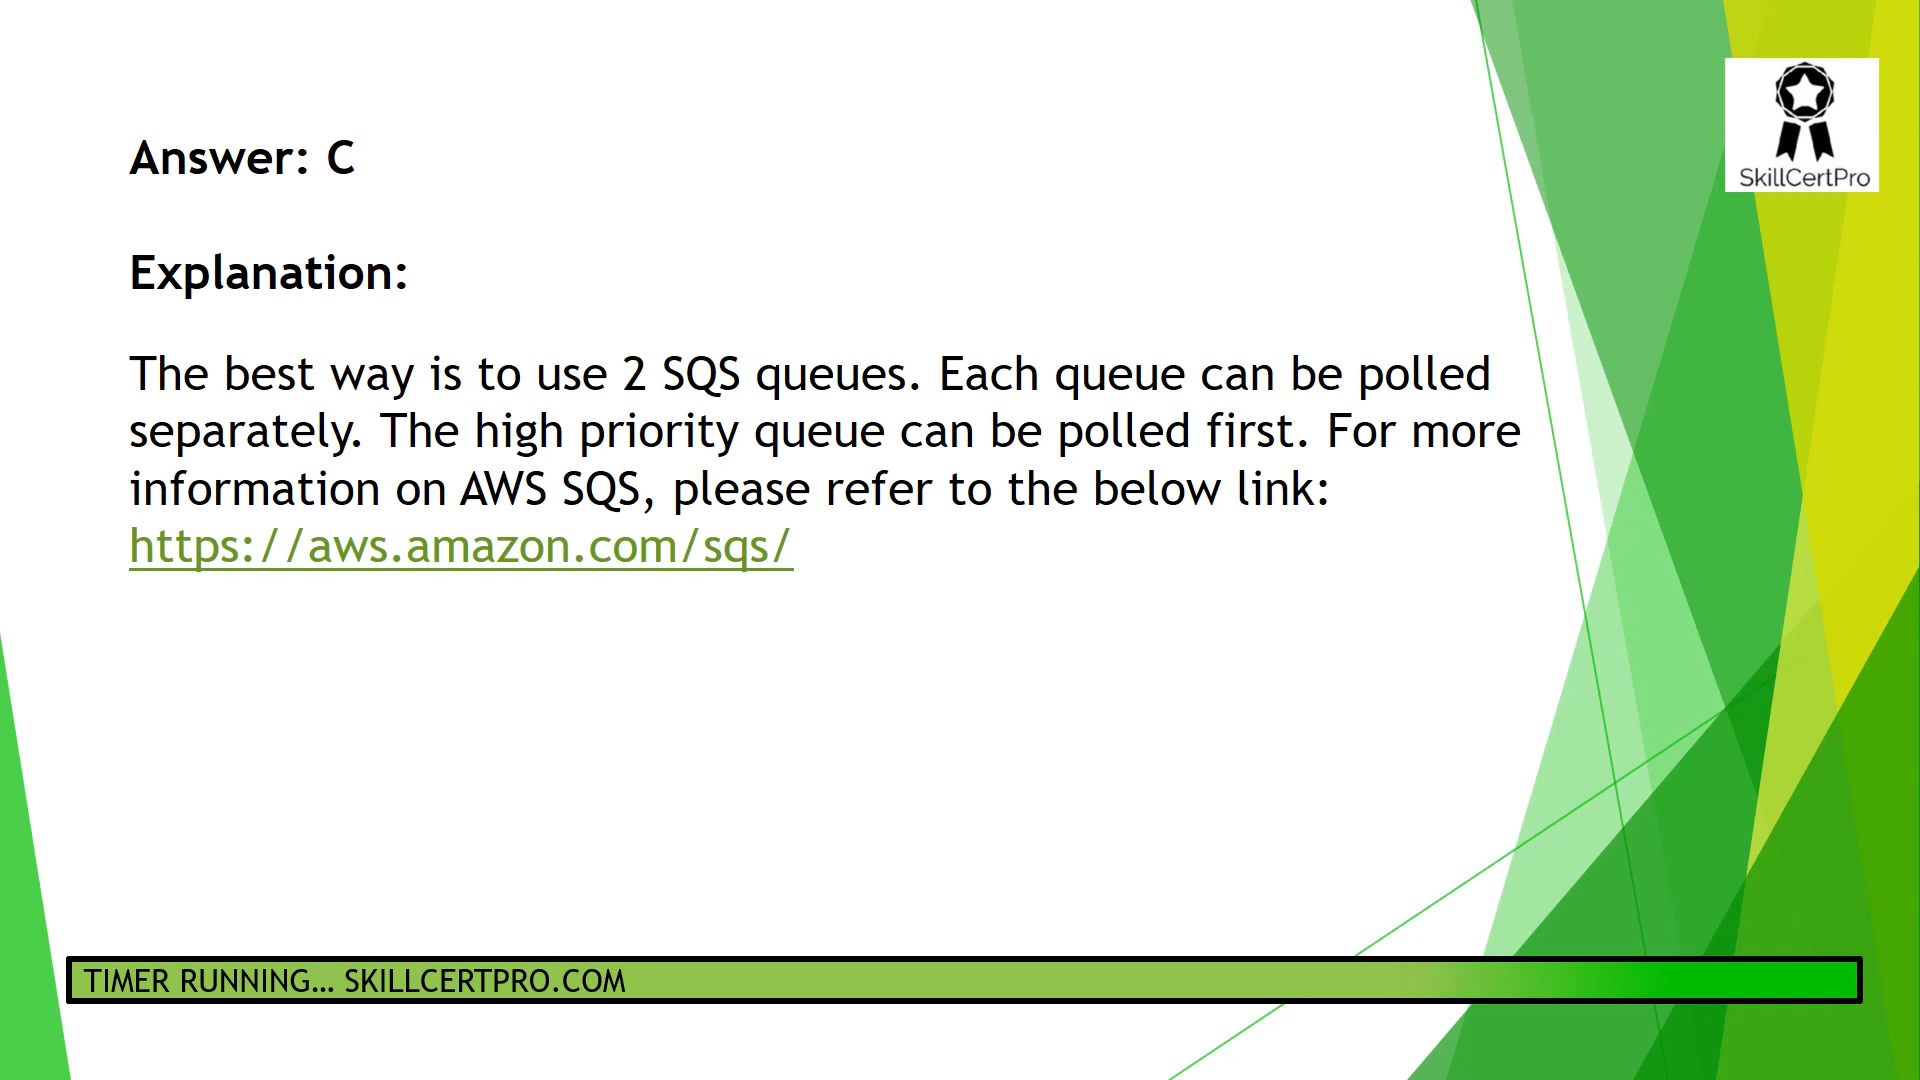 SkillCertPro
Answer: C
Explanation:
The best way is to use 2 SQS queues. Each queue can be polled
separately. The high priority queue can be polled first. For more
information on AWS SQS, please refer to the below link:
https://aws.amazon.com/sqs/
TIMER RUNNING... SKILLCERTPRO.COM